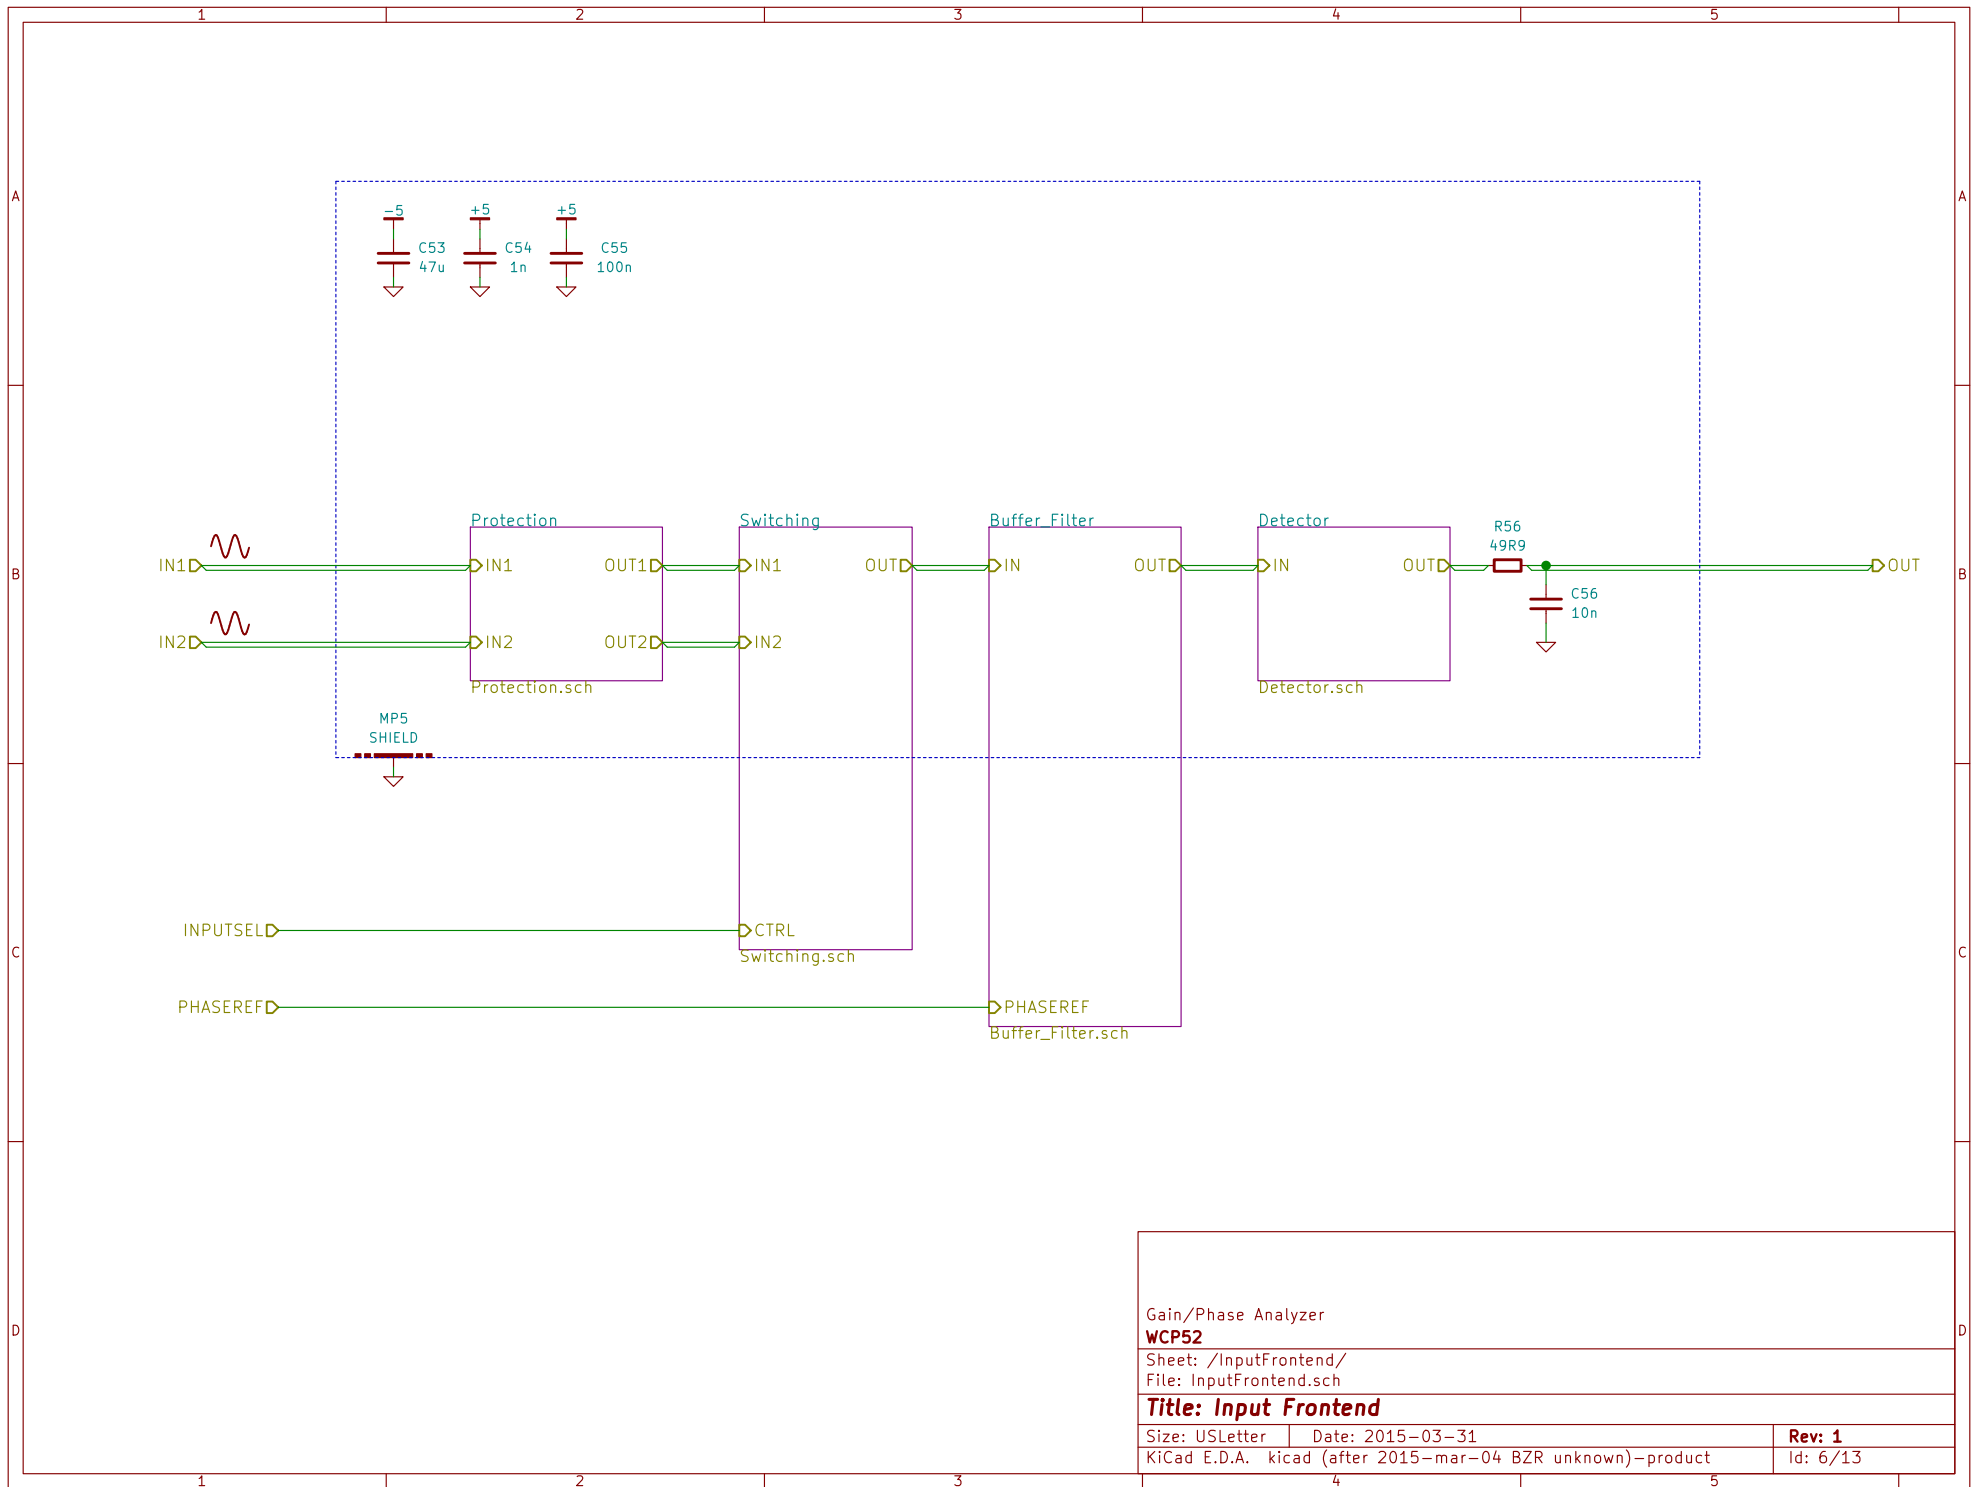 1 2 3 4 5
A A
-5 +5 +5
C53 C54 C55
47u 1n 100n
Protection Switching Buffer_Filter Detector
R56
49R9
IN1 IN1 OUT1 IN1 OUT IN OUT IN OUT OUT
B B
C56
10n
IN2 IN2 OUT2 IN2
Protection.sch Detector.sch
MP5
SHIELD
INPUTSEL CTRL
C C
Switching.sch
PHASEREF PHASEREF
Buffer_Filter.sch
Gain/Phase Analyzer
D D
WCP52
Sheet: /InputFrontend/
File: InputFrontend.sch
Title: Input Frontend
Size: USLetter Date: 2015-03-31 Rev: 1
KiCad E.D.A. kicad (after 2015-mar-04 BZR unknown)-product Id: 6/13
1 2 3 4 5